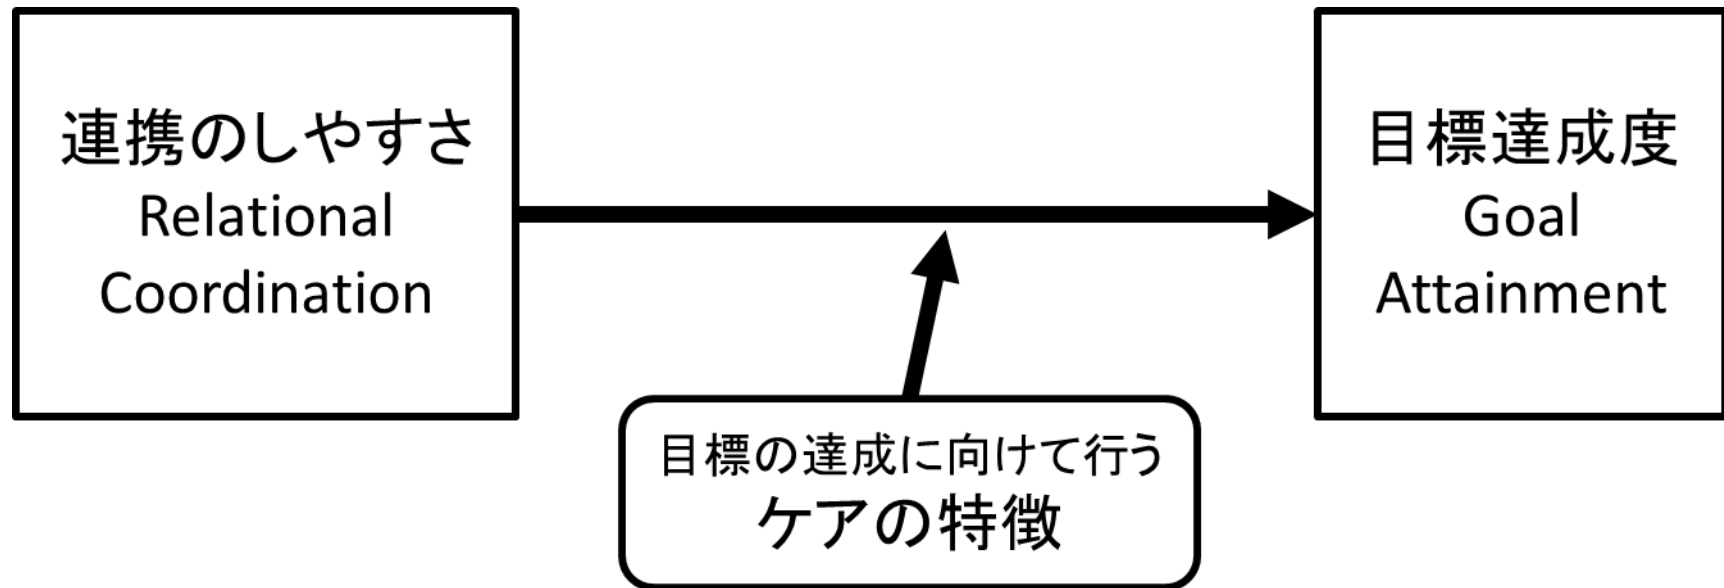 連携のしやすさ
Relational
Coordination
目標達成度
Goal
Attainment
目標の達成に向けて行う
ケアの特徴